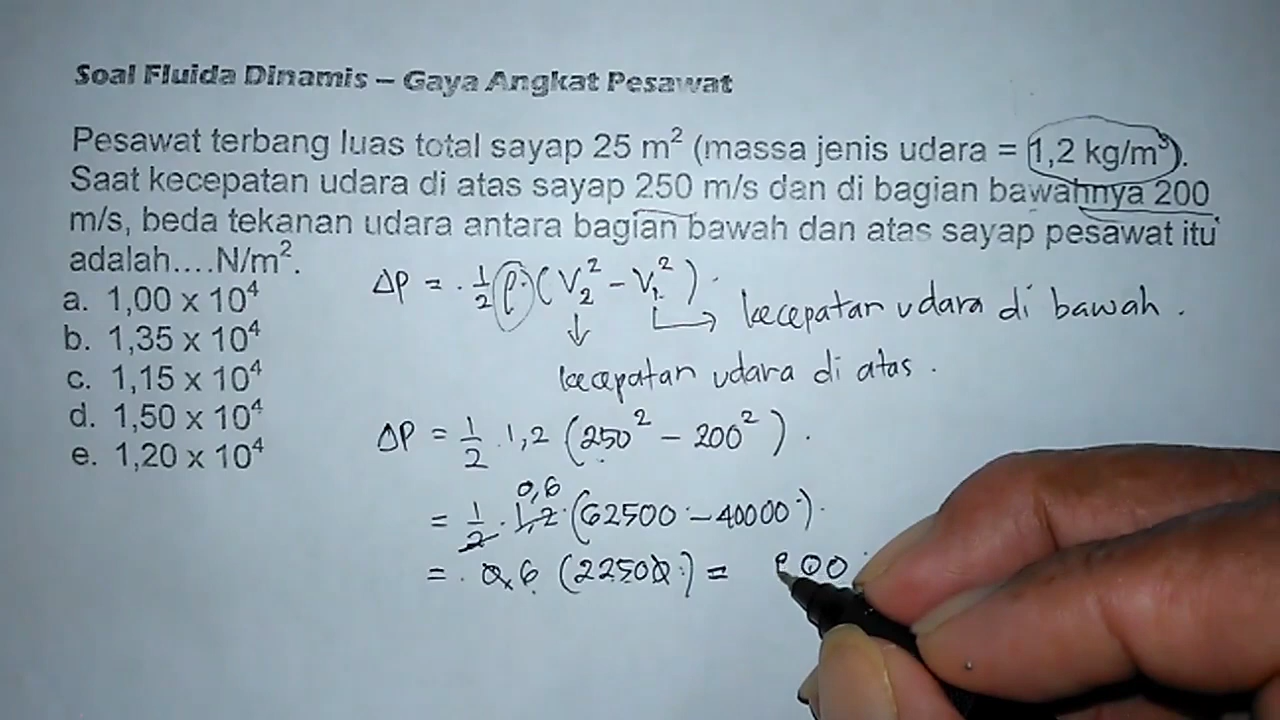 Soal Fluida Dinamis – Gaya Angkat Pesawat
Pesawat terbang luas total sayap 25 m² (massa jenis udara = 1,2 kg/m³).
Saat kecepatan udara di atas sayap 250 m/s dan di bagian bawahnya 200
m/s, beda tekanan udara antara bagian bawah dan atas sayap pesawat itu
adalah....N/m².
a. 1,00 x 10⁴
b. 1,35 x 10⁴
c. 1,15 x 10⁴
d. 1,50 x 10⁴
e. 1,20 x 10⁴
ΔP = ½ ρ (V₂² – V₁²)
kecepatan udara di bawah.
kecepatan udara di atas.
ΔP = ½ . 1,2 (250² – 200²).
0,6
= ½ . 1,2 (62500 – 40000).
= 0,6 (22500) = 00